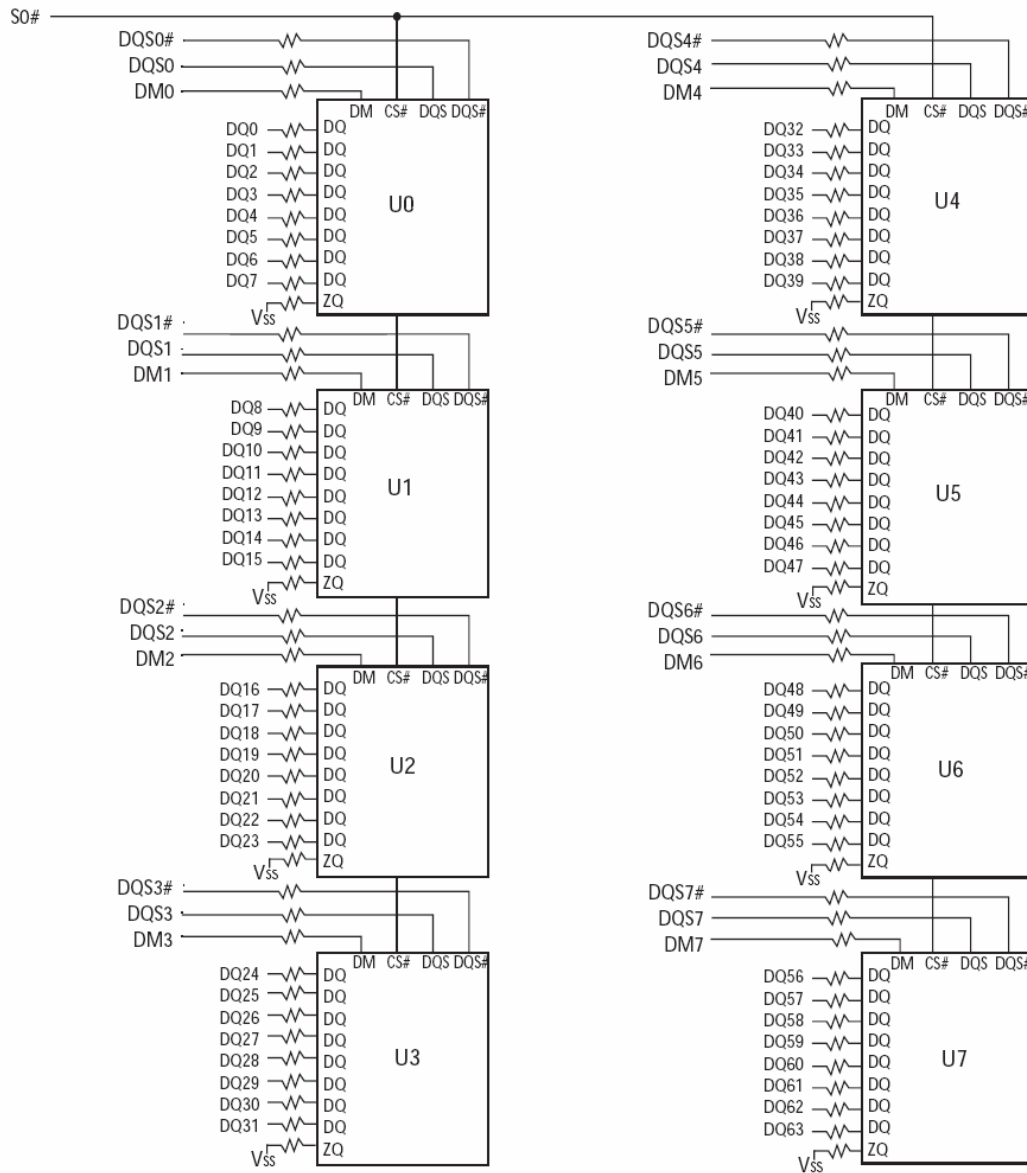 S0#
DQS0#
DQS0
DM0
DM CS# DQS DQS#
DQ0 DQ
DQ1 DQ
DQ2 DQ
DQ3 DQ
DQ4 DQ
DQ5 DQ
DQ6 DQ
DQ7 DQ
VSS ZQ
U0
DQS1#
DQS1
DM1
DM CS# DQS DQS#
DQ8 DQ
DQ9 DQ
DQ10 DQ
DQ11 DQ
DQ12 DQ
DQ13 DQ
DQ14 DQ
DQ15 DQ
VSS ZQ
U1
DQS2#
DQS2
DM2
DM CS# DQS DQS#
DQ16 DQ
DQ17 DQ
DQ18 DQ
DQ19 DQ
DQ20 DQ
DQ21 DQ
DQ22 DQ
DQ23 DQ
VSS ZQ
U2
DQS3#
DQS3
DM3
DM CS# DQS DQS#
DQ24 DQ
DQ25 DQ
DQ26 DQ
DQ27 DQ
DQ28 DQ
DQ29 DQ
DQ30 DQ
DQ31 DQ
VSS ZQ
U3
DQS4#
DQS4
DM4
DM CS# DQS DQS#
DQ32 DQ
DQ33 DQ
DQ34 DQ
DQ35 DQ
DQ36 DQ
DQ37 DQ
DQ38 DQ
DQ39 DQ
VSS ZQ
U4
DQS5#
DQS5
DM5
DM CS# DQS DQS#
DQ40 DQ
DQ41 DQ
DQ42 DQ
DQ43 DQ
DQ44 DQ
DQ45 DQ
DQ46 DQ
DQ47 DQ
VSS ZQ
U5
DQS6#
DQS6
DM6
DM CS# DQS DQS#
DQ48 DQ
DQ49 DQ
DQ50 DQ
DQ51 DQ
DQ52 DQ
DQ53 DQ
DQ54 DQ
DQ55 DQ
VSS ZQ
U6
DQS7#
DQS7
DM7
DM CS# DQS DQS#
DQ56 DQ
DQ57 DQ
DQ58 DQ
DQ59 DQ
DQ60 DQ
DQ61 DQ
DQ62 DQ
DQ63 DQ
VSS ZQ
U7